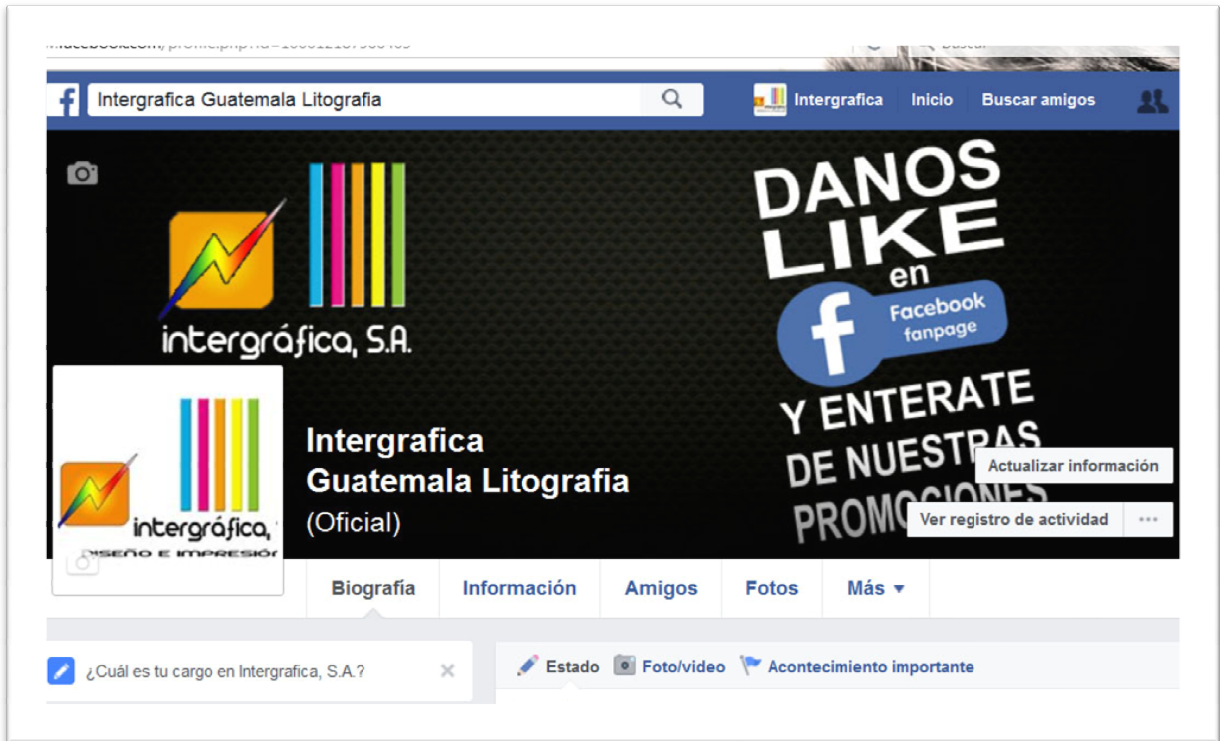 Intergrafica Guatemala Litografia
Intergrafica Inicio Buscar amigos
intergráfica, S.A.
DANOS
LIKE
en
Facebook
fanpage
Y ENTERATE
DE NUESTRAS
PROMOCIONES
intergráfica,
DISEÑO E IMPRESIÓN
Intergrafica
Guatemala Litografia
(Oficial)
Actualizar información
Ver registro de actividad
Biografía Información Amigos Fotos Más
¿Cuál es tu cargo en Intergrafica, S.A.?
Estado Foto/video Acontecimiento importante